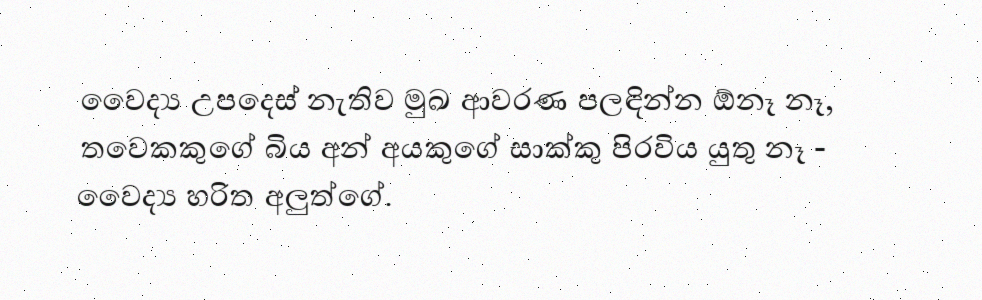 වෛද්‍ය උපදෙස් නැතිව මුඛ ආවරණ පලඳින්න ඕනෑ නෑ,
තවෙකකුගේ බිය අන් අයකුගේ සාක්කු පිරවිය යුතු නෑ -
වෛද්‍ය හරිත අලුත්ගේ.